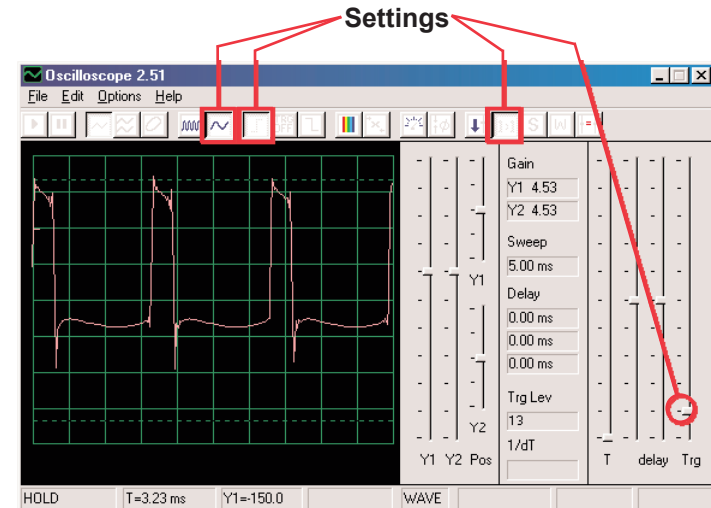 Settings
Oscilloscope 2.51
File Edit Options Help
1:1 S W =
Gain
Y1 4.53
Y2 4.53
Sweep
5.00 ms
Y1
Delay
0.00 ms
0.00 ms
0.00 ms
Trg Lev
13
Y2
1/dT
Y1 Y2 Pos
T delay Trg
HOLD T=3.23 ms Y1=-150.0 WAVE